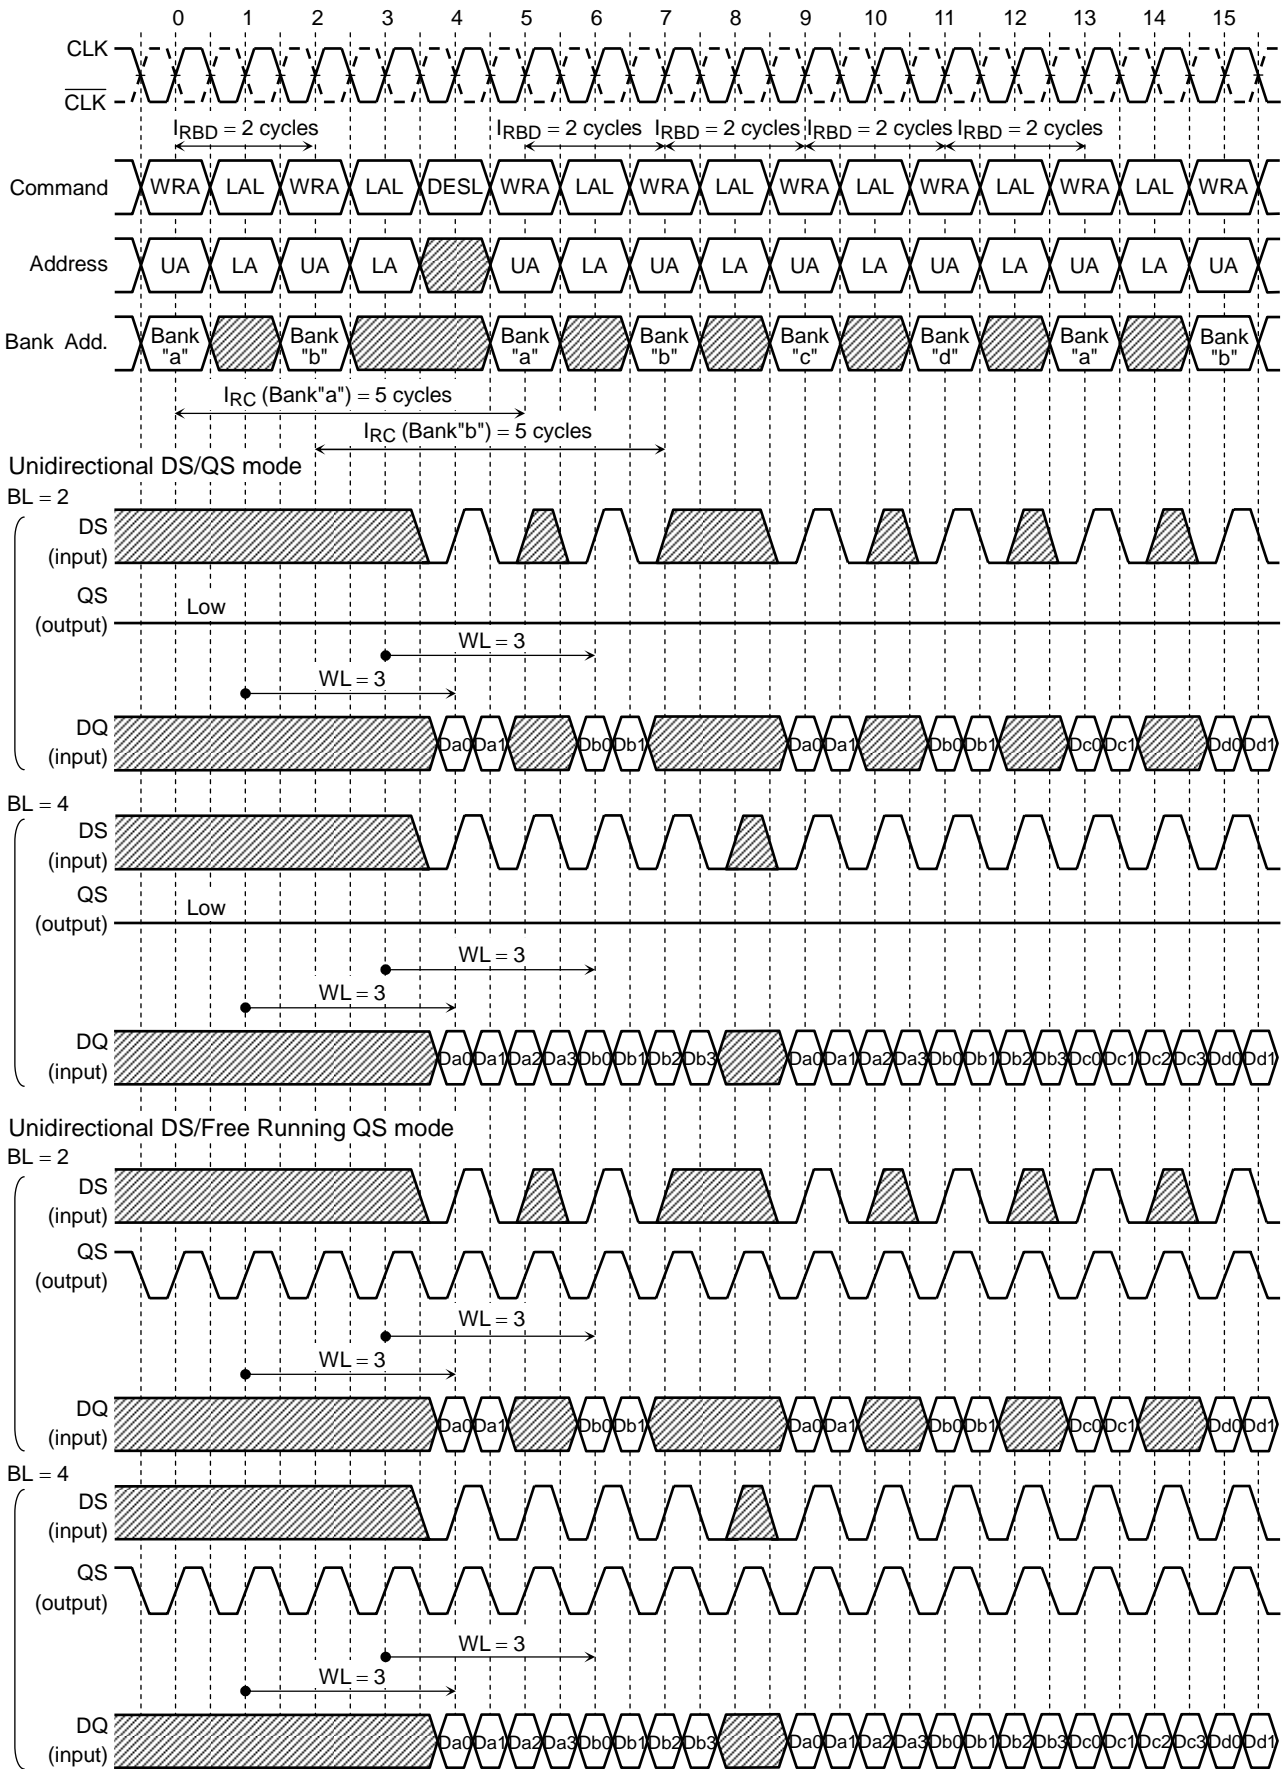 0 1 2 3 4 5 6 7 8 9 10 11 12 13 14 15
CLK
CLK
IRBD = 2 cycles IRBD = 2 cycles IRBD = 2 cycles IRBD = 2 cycles IRBD = 2 cycles
Command WRA LAL WRA LAL DESL WRA LAL WRA LAL WRA LAL WRA LAL WRA LAL WRA
Address UA LA UA LA UA LA UA LA UA LA UA LA UA LA UA
Bank Add. Bank "a" Bank "b" Bank "a" Bank "b" Bank "c" Bank "d" Bank "a" Bank "b"
IRC (Bank"a") = 5 cycles
IRC (Bank"b") = 5 cycles
Unidirectional DS/QS mode
BL = 2
DS
(input)
QS
(output)
Low
WL = 3
WL = 3
DQ
(input)
Da0 Da1 Db0 Db1 Da0 Da1 Db0 Db1 Dc0 Dc1 Dd0 Dd1
BL = 4
DS
(input)
QS
(output)
Low
WL = 3
WL = 3
DQ
(input)
Da0 Da1 Da2 Da3 Db0 Db1 Db2 Db3 Da0 Da1 Da2 Da3 Db0 Db1 Db2 Db3 Dc0 Dc1 Dc2 Dc3 Dd0 Dd1
Unidirectional DS/Free Running QS mode
BL = 2
DS
(input)
QS
(output)
WL = 3
WL = 3
DQ
(input)
Da0 Da1 Db0 Db1 Da0 Da1 Db0 Db1 Dc0 Dc1 Dd0 Dd1
BL = 4
DS
(input)
QS
(output)
WL = 3
WL = 3
DQ
(input)
Da0 Da1 Da2 Da3 Db0 Db1 Db2 Db3 Da0 Da1 Da2 Da3 Db0 Db1 Db2 Db3 Dc0 Dc1 Dc2 Dc3 Dd0 Dd1